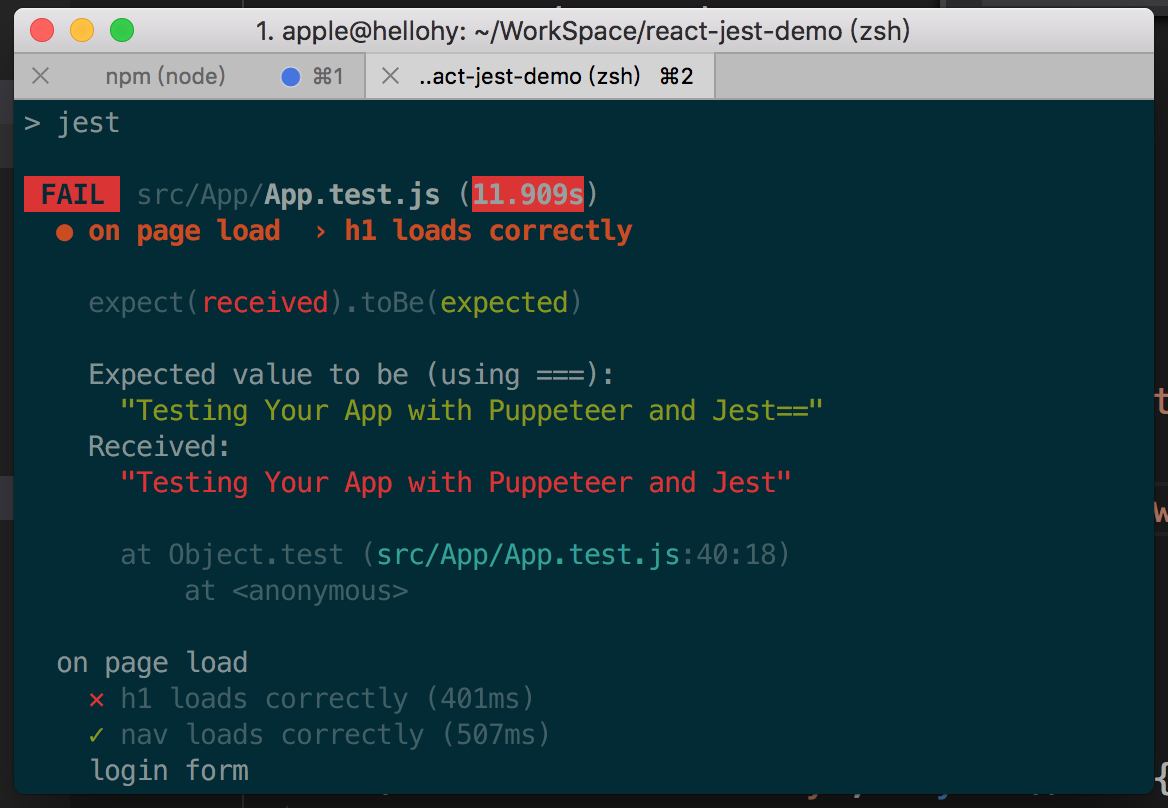 1. apple@hellohy: ~/WorkSpace/react-jest-demo (zsh)
npm (node) ⌘1 ..act-jest-demo (zsh) ⌘2
> jest
FAIL src/App/App.test.js (11.909s)
● on page load › h1 loads correctly
expect(received).toBe(expected)
Expected value to be (using ===):
"Testing Your App with Puppeteer and Jest=="
Received:
"Testing Your App with Puppeteer and Jest"
at Object.test (src/App/App.test.js:40:18)
at <anonymous>
on page load
✕ h1 loads correctly (401ms)
✓ nav loads correctly (507ms)
login form